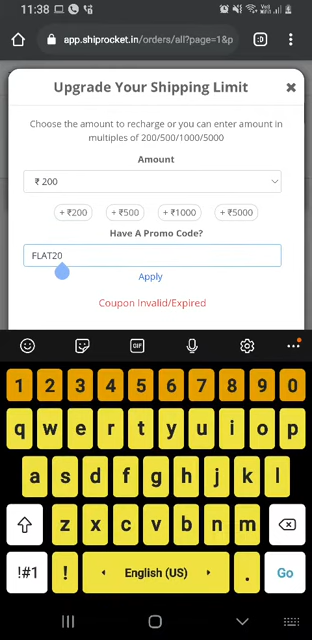 11:38
app.shiprocket.in/orders/all?page=1&p
:D
Upgrade Your Shipping Limit
Choose the amount to recharge or you can enter amount in
multiples of 200/500/1000/5000
Amount
₹ 200
+ ₹200 + ₹500 + ₹1000 + ₹5000
Have A Promo Code?
FLAT20
Apply
Coupon Invalid/Expired
GIF
1 2 3 4 5 6 7 8 9 0
q w e r t y u i o p
a s d f g h j k l
z x c v b n m
!#1 ! English (US) . Go